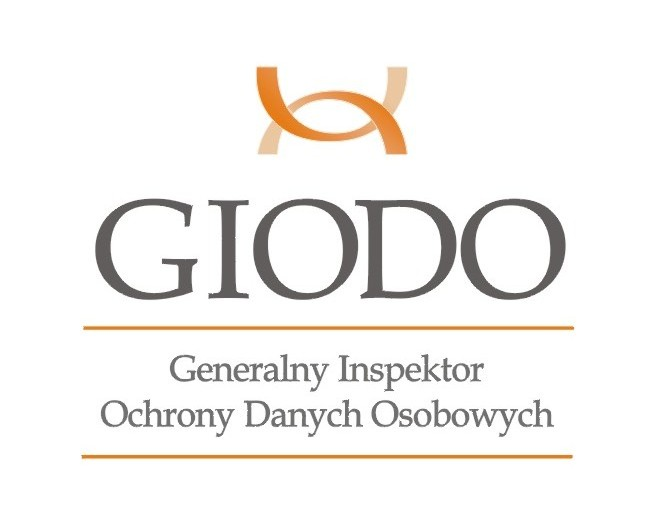 GIODO
Generalny Inspektor
Ochrony Danych Osobowych